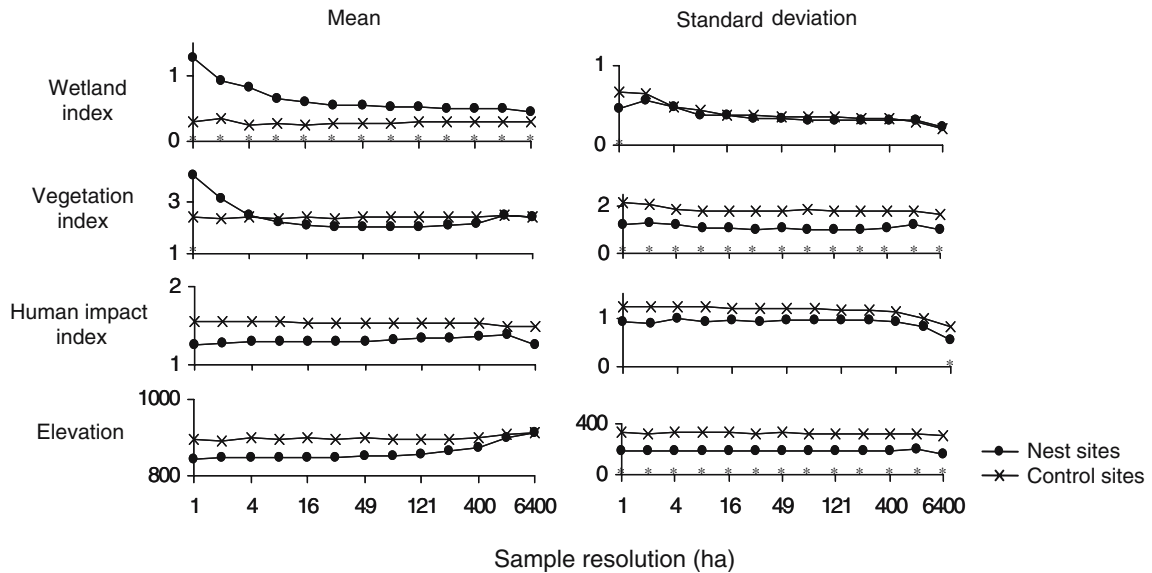 Mean
Standard deviation
Wetland
index
1
0
* * * * * * * * * * * * *
1
0
*
Vegetation
index
3
1
*
2
0
* * * * * * * * * * * * *
Human impact
index
2
1
1
0
*
Elevation
1000
800
400
0
* * * * * * * * * * * * *
Nest sites
Control sites
1 4 16 49 121 400 6400
1 4 16 49 121 400 6400
Sample resolution (ha)